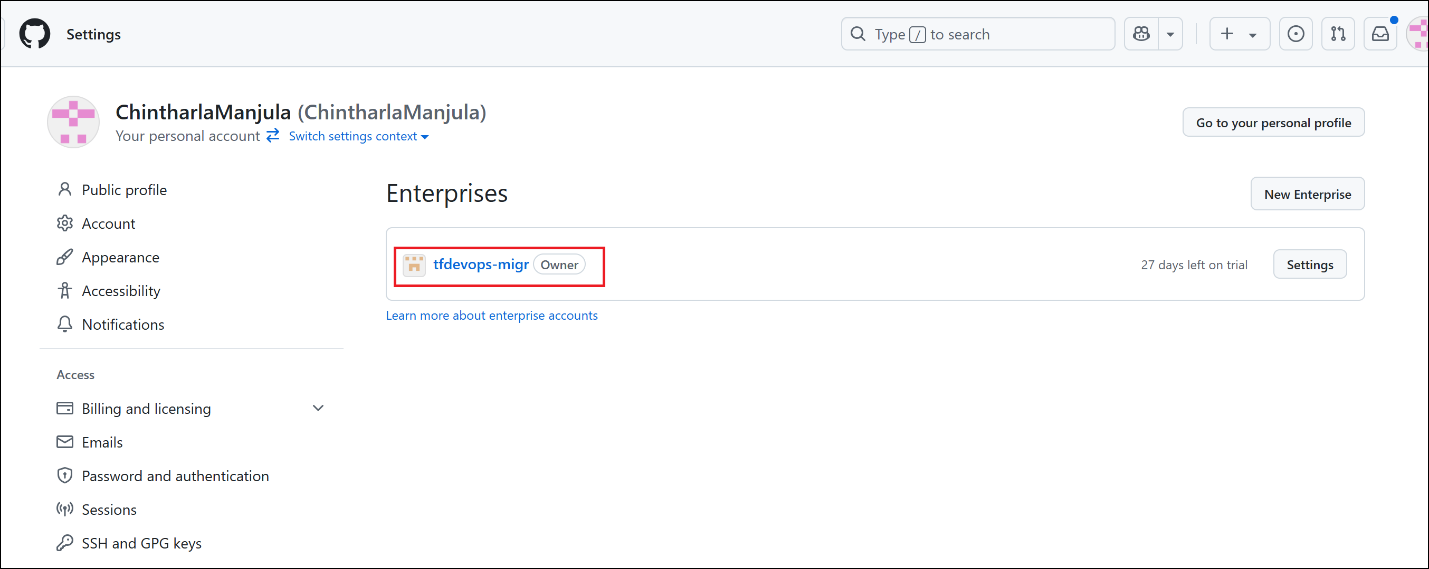 Settings
Type / to search
ChintharlaManjula (ChintharlaManjula)
Your personal account Switch settings context
Go to your personal profile
Public profile
Account
Appearance
Accessibility
Notifications
Access
Billing and licensing
Emails
Password and authentication
Sessions
SSH and GPG keys
Enterprises
New Enterprise
tfdevops-migr Owner
27 days left on trial
Settings
Learn more about enterprise accounts